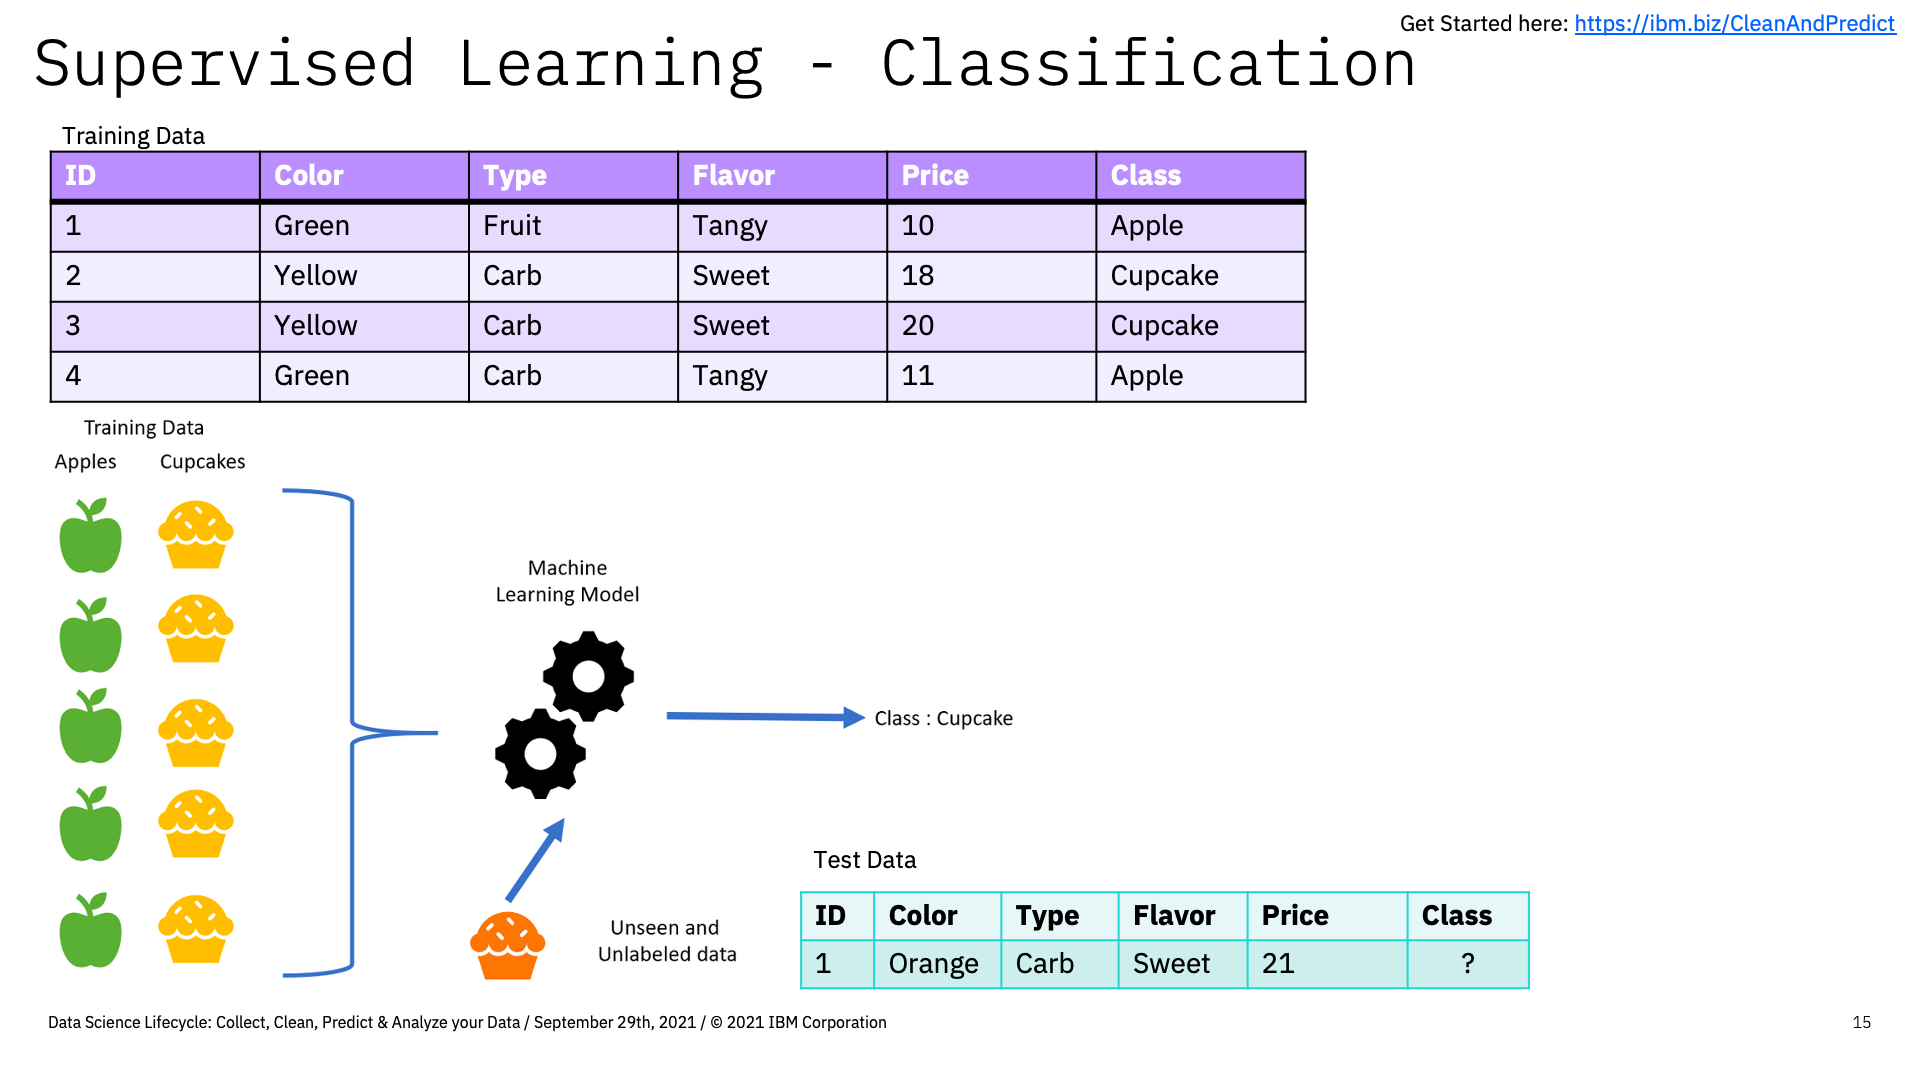 Get Started here: https://ibm.biz/CleanAndPredict
Supervised Learning - Classification
Training Data
ID Color Type Flavor Price Class
1 Green Fruit Tangy 10 Apple
2 Yellow Carb Sweet 18 Cupcake
3 Yellow Carb Sweet 20 Cupcake
4 Green Carb Tangy 11 Apple
Training Data
Apples Cupcakes
Machine
Learning Model
Class : Cupcake
Unseen and
Unlabeled data
Test Data
ID Color Type Flavor Price Class
1 Orange Carb Sweet 21 ?
Data Science Lifecycle: Collect, Clean, Predict & Analyze your Data / September 29th, 2021 / © 2021 IBM Corporation
15